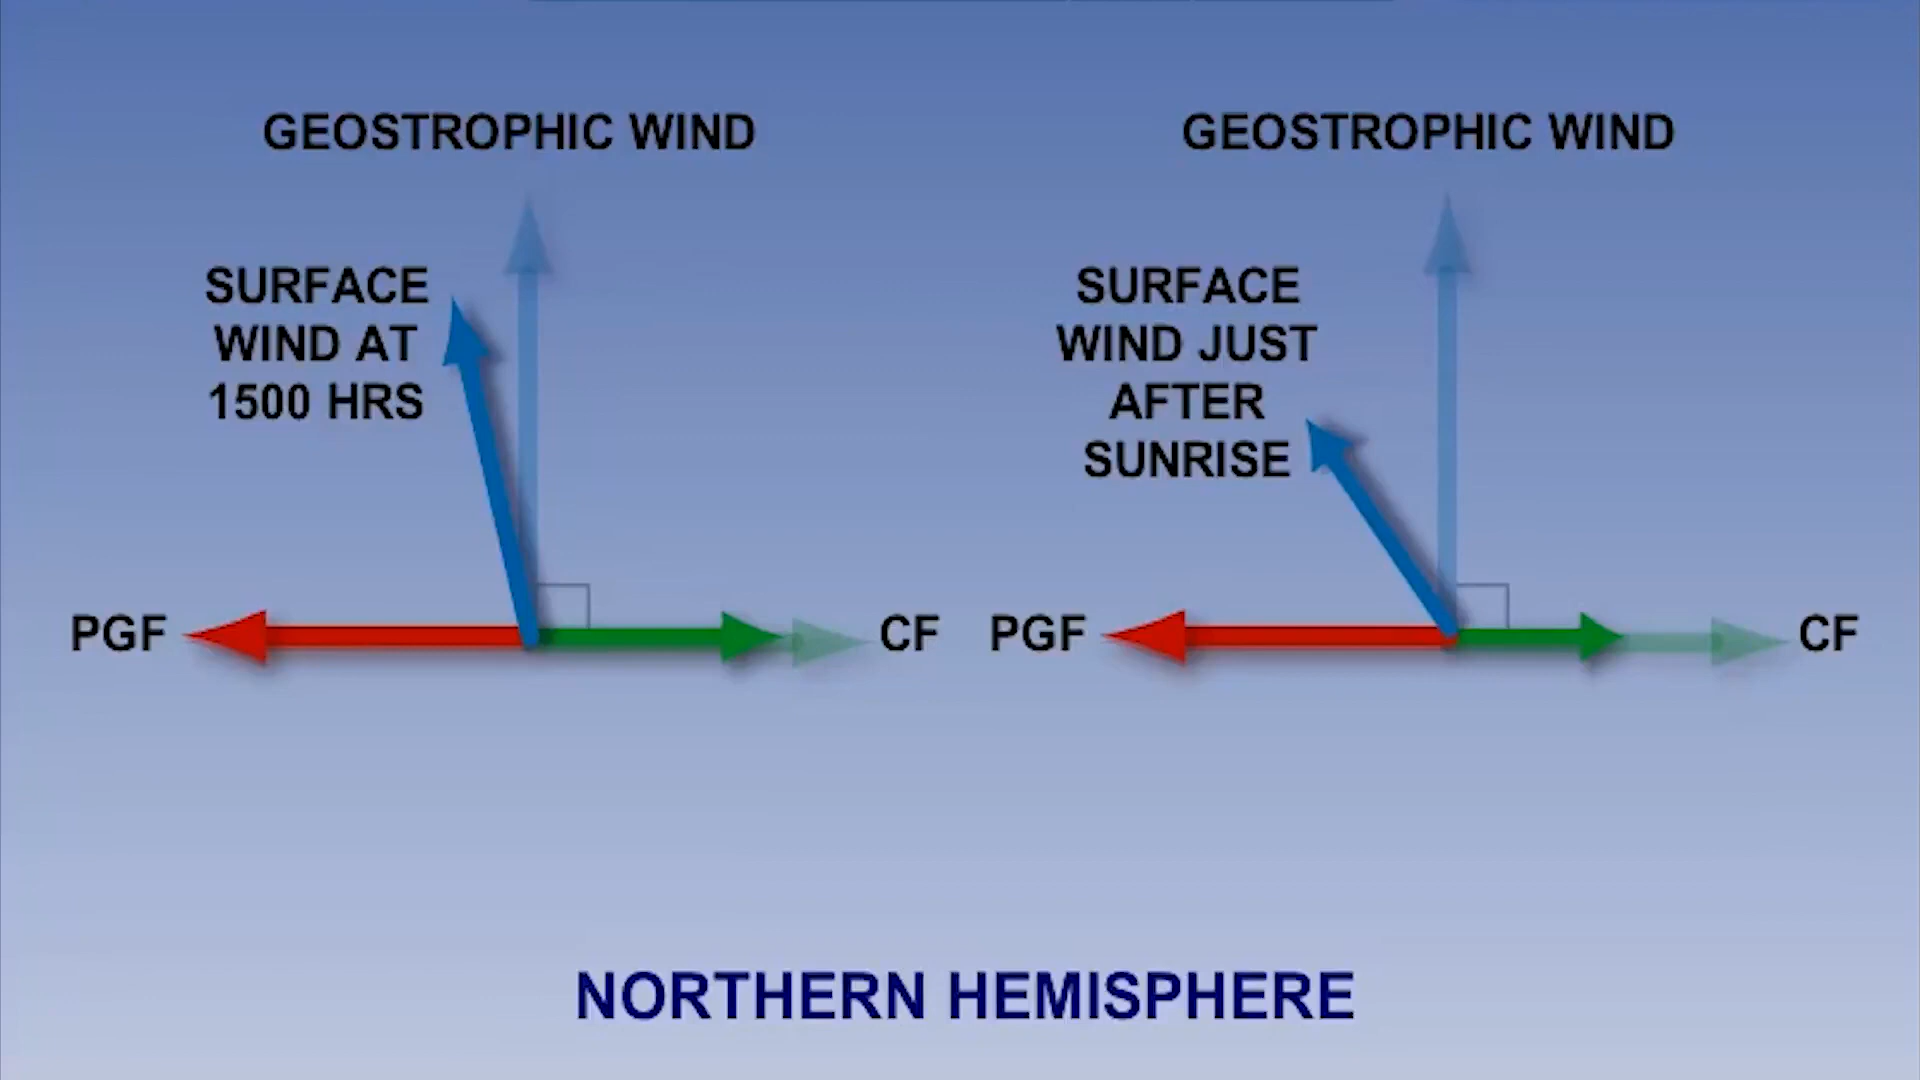 GEOSTROPHIC WIND
SURFACE
WIND AT
1500 HRS
PGF
CF
GEOSTROPHIC WIND
SURFACE
WIND JUST
AFTER
SUNRISE
PGF
CF
NORTHERN HEMISPHERE